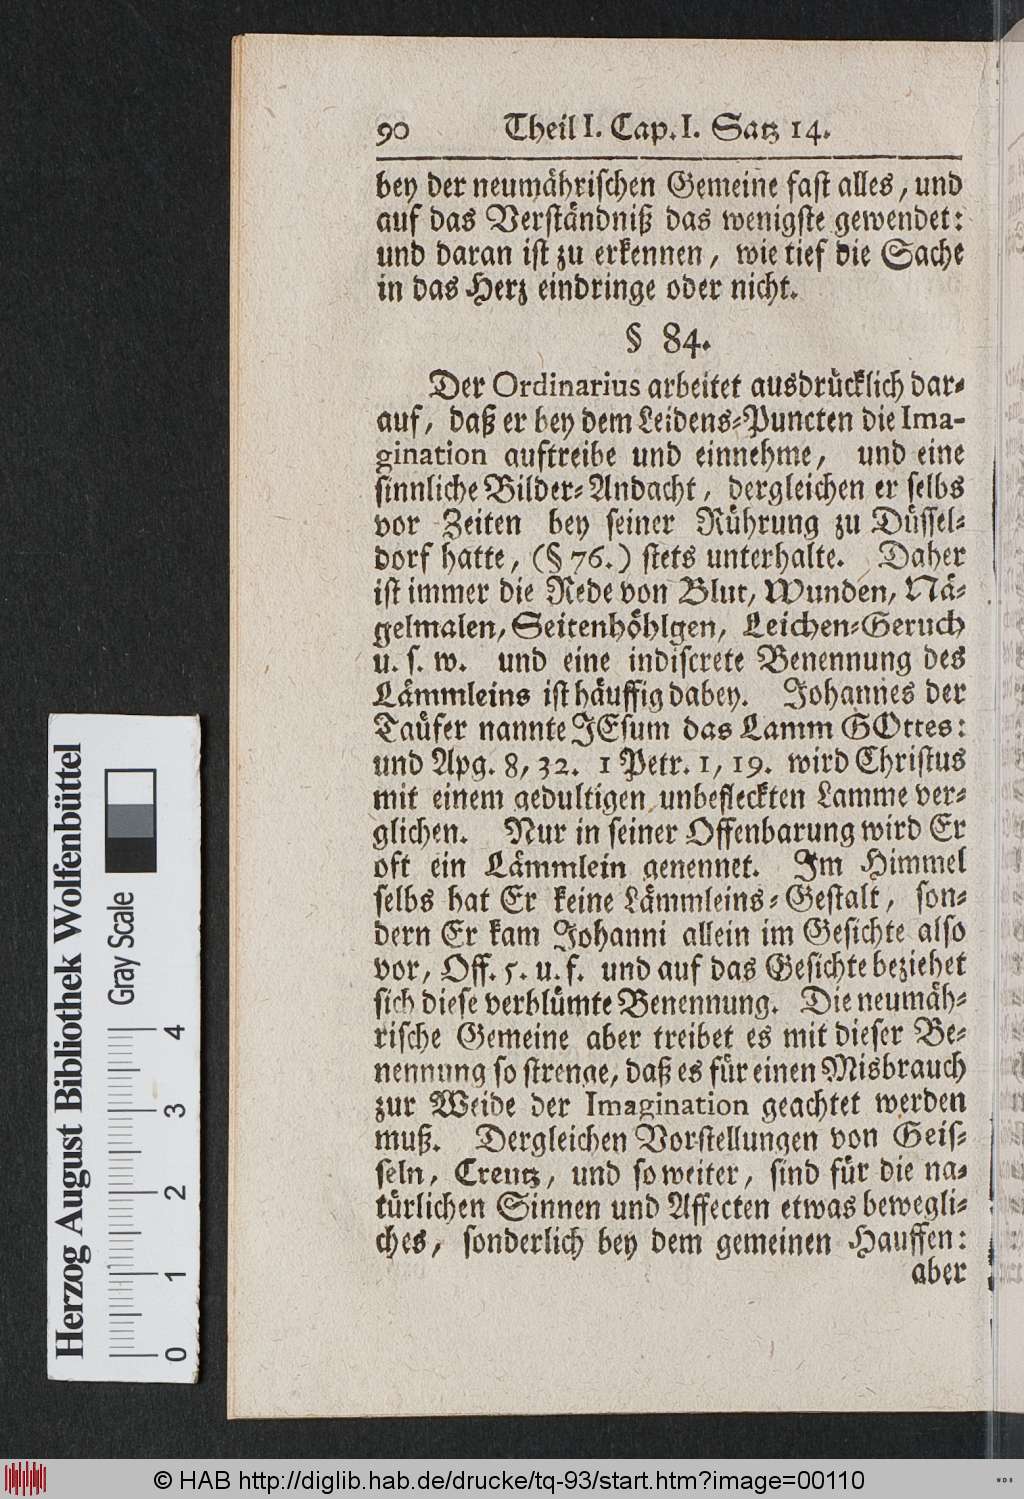 90 Theil I. Cap. I. Satz 14.
bey der neumährischen Gemeine fast alles, und
auf das Verständniß das wenigste gewendet:
und daran ist zu erkennen, wie tief die Sache
in das Herz eindringe oder nicht.
§ 84.
Der Ordinarius arbeitet ausdrücklich dar-
auf, daß er bey dem Leidens-Puncten die Ima-
gination auftreibe und einnehme, und eine
sinnliche Bilder-Andacht, dergleichen er selbs
vor Zeiten bey seiner Rührung zu Düssel-
dorf hatte, (§ 76.) stets unterhalte. Daher
ist immer die Rede von Blut, Wunden, Nä-
gelmalen, Seitenhöhlgen, Leichen-Geruch
u. s. w. und eine indiscrete Benennung des
Lämmleins ist häuffig dabey. Johannes der
Taüfer nannte JEsum das Lamm GOttes:
und Apg. 8, 32. 1 Petr. 1, 19. wird Christus
mit einem gedultigen unbefleckten Lamme ver-
glichen. Nur in seiner Offenbarung wird Er
oft ein Lämmlein genennet. Im Himmel
selbs hat Er keine Lämmleins-Gestalt, son-
dern Er kam Johanni allein im Gesichte also
vor, Off. 5. u. f. und auf das Gesichte beziehet
sich diese verblümte Benennung. Die neumäh-
rische Gemeine aber treibet es mit dieser Be-
nennung so strenge, daß es für einen Misbrauch
zur Weide der Imagination geachtet werden
muß. Dergleichen Vorstellungen von Geis-
seln, Creutz, und so weiter, sind für die na-
türlichen Sinnen und Affecten etwas bewegli-
ches, sonderlich bey dem gemeinen Hauffen:
aber
Herzog August Bibliothek Wolfenbüttel
Gray Scale
0 1 2 3 4
© HAB http://diglib.hab.de/drucke/tq-93/start.htm?image=00110